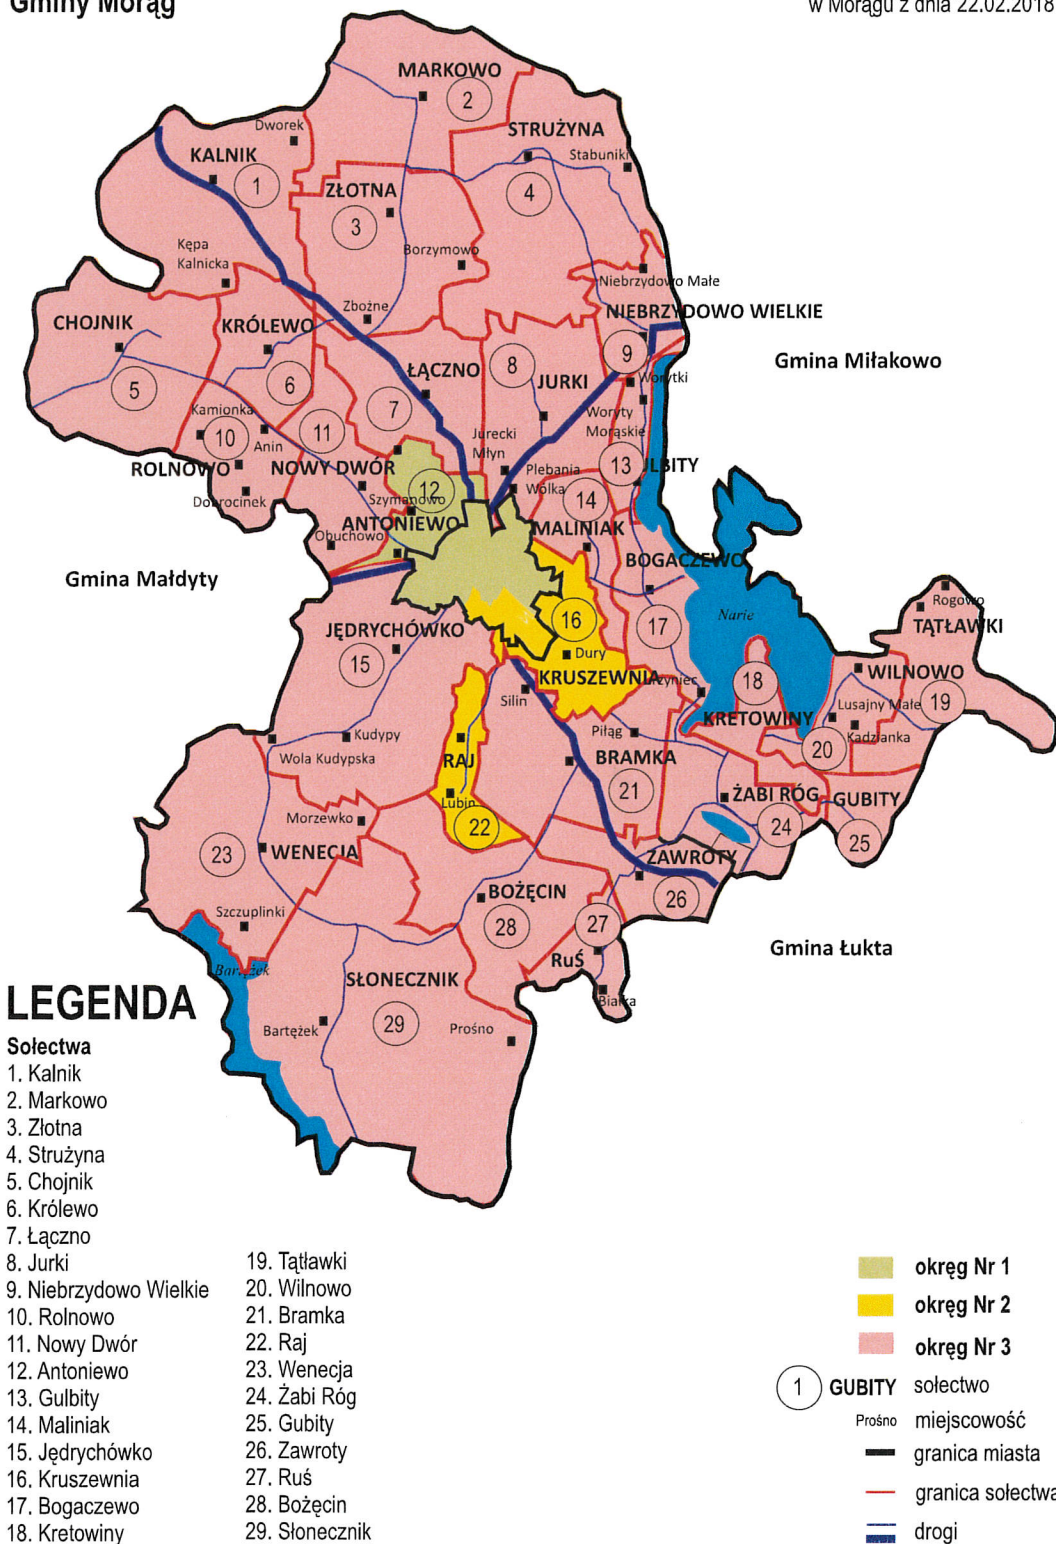 Gminy Morąg
w Morągu z dnia 22.02.2018
MARKOWO
2
Dworek
STRUŻYNA
Stabuniki
KALNIK
1
ZŁOTNA
3
4
Kępa
Kalnicka
Borzymowo
Niebrzydowo Małe
Zbożne
NIEBRZYDOWO WIELKIE
CHOJNIK
KRÓLEWO
9
Gmina Miłakowo
5
6
ŁĄCZNO
8
JURKI
Worytki
7
Kamionka
10
Anin
11
Woryty
Morąskie
Jurecki
Młyn
ROLNOWO
NOWY DWÓR
Plebania
Wólka
13
ULBITY
Dobrocinek
12
Szymanowo
14
ANTONIEWO
MALINIAK
Obuchowo
BOGACZEWO
Gmina Małdyty
Narie
Rogowo
TĄTŁAWKI
16
17
JĘDRYCHÓWKO
15
Dury
WILNOWO
KRUSZEWNIA
18
19
Silin
KRETOWINY
Lusajny Małe
Kadzianka
20
Kudypy
Piłąg
Wola Kudypska
RAJ
BRAMKA
21
ŻABI RÓG
GUBITY
Lubin
22
24
25
Morzewko
23
WENECJA
ZAWROTY
26
BOŻĘCIN
28
27
Szczuplinki
RuŚ
Gmina Łukta
Bartężek
SŁONECZNIK
Białka
29
Bartężek
Prośno
LEGENDA
Sołectwa
1. Kalnik
2. Markowo
3. Złotna
4. Strużyna
5. Chojnik
6. Królewo
7. Łączno
8. Jurki
9. Niebrzydowo Wielkie
10. Rolnowo
11. Nowy Dwór
12. Antoniewo
13. Gulbity
14. Maliniak
15. Jędrychówko
16. Kruszewnia
17. Bogaczewo
18. Kretowiny
19. Tątławki
20. Wilnowo
21. Bramka
22. Raj
23. Wenecja
24. Żabi Róg
25. Gubity
26. Zawroty
27. Ruś
28. Bożęcin
29. Słonecznik
okręg Nr 1
okręg Nr 2
okręg Nr 3
1 GUBITY sołectwo
Prośno miejscowość
granica miasta
granica sołectwa
drogi